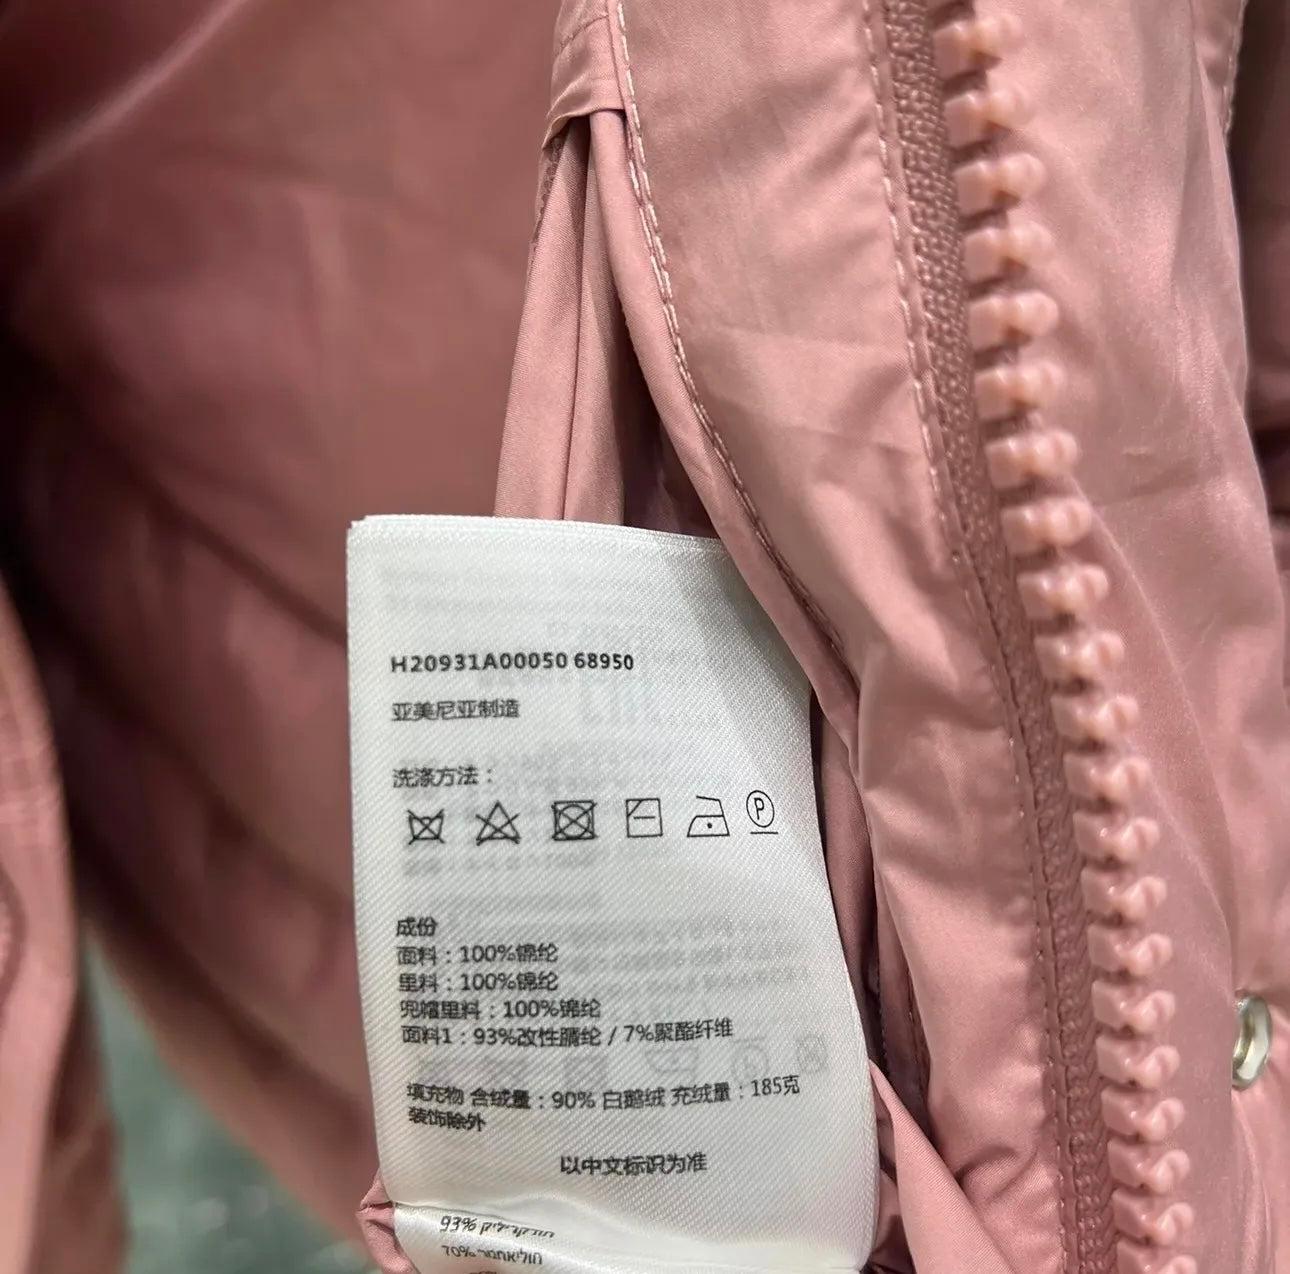 H20931A00050 68950
亚美尼亚制造
洗涤方法：
P
成份
面料：100%锦纶
里料：100%锦纶
兜帽里料：100%锦纶
面料1：93%改性腈纶 / 7%聚酯纤维
填充物 含绒量：90% 白鹅绒 充绒量：185克
装饰除外
以中文标识为准
93%
70%